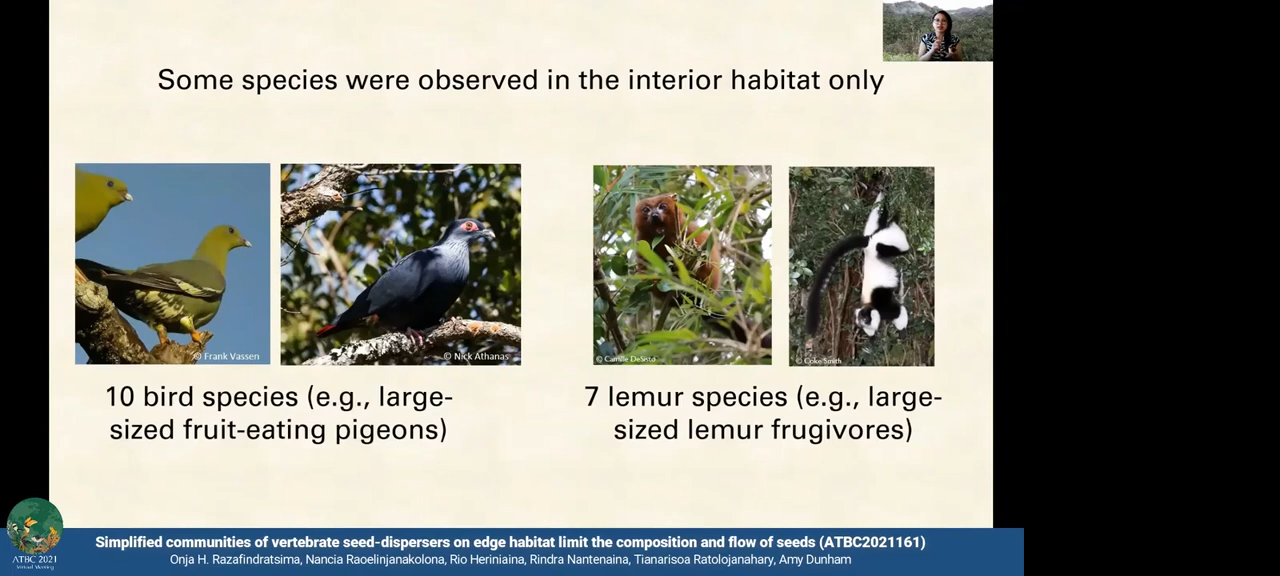 Some species were observed in the interior habitat only
© Frank Vassen
© Nick Athanas
© Camille DeSisto
© Coke Smith
10 bird species (e.g., large-
sized fruit-eating pigeons)
7 lemur species (e.g., large-
sized lemur frugivores)
ATBC 2021
Virtual Meeting
Simplified communities of vertebrate seed-dispersers on edge habitat limit the composition and flow of seeds (ATBC2021161)
Onja H. Razafindratsima, Nancia Raoelinjanakolona, Rio Heriniaina, Rindra Nantenaina, Tianarisoa Ratolojanahary, Amy Dunham